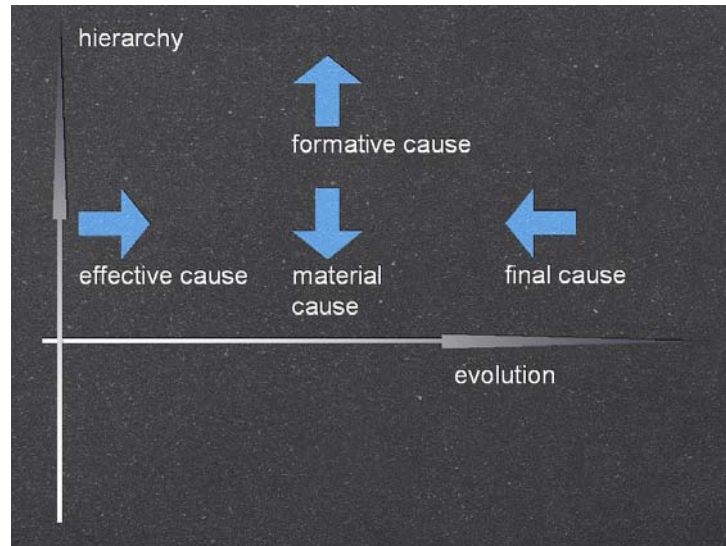 hierarchy
formative cause
effective cause
material
cause
final cause
evolution